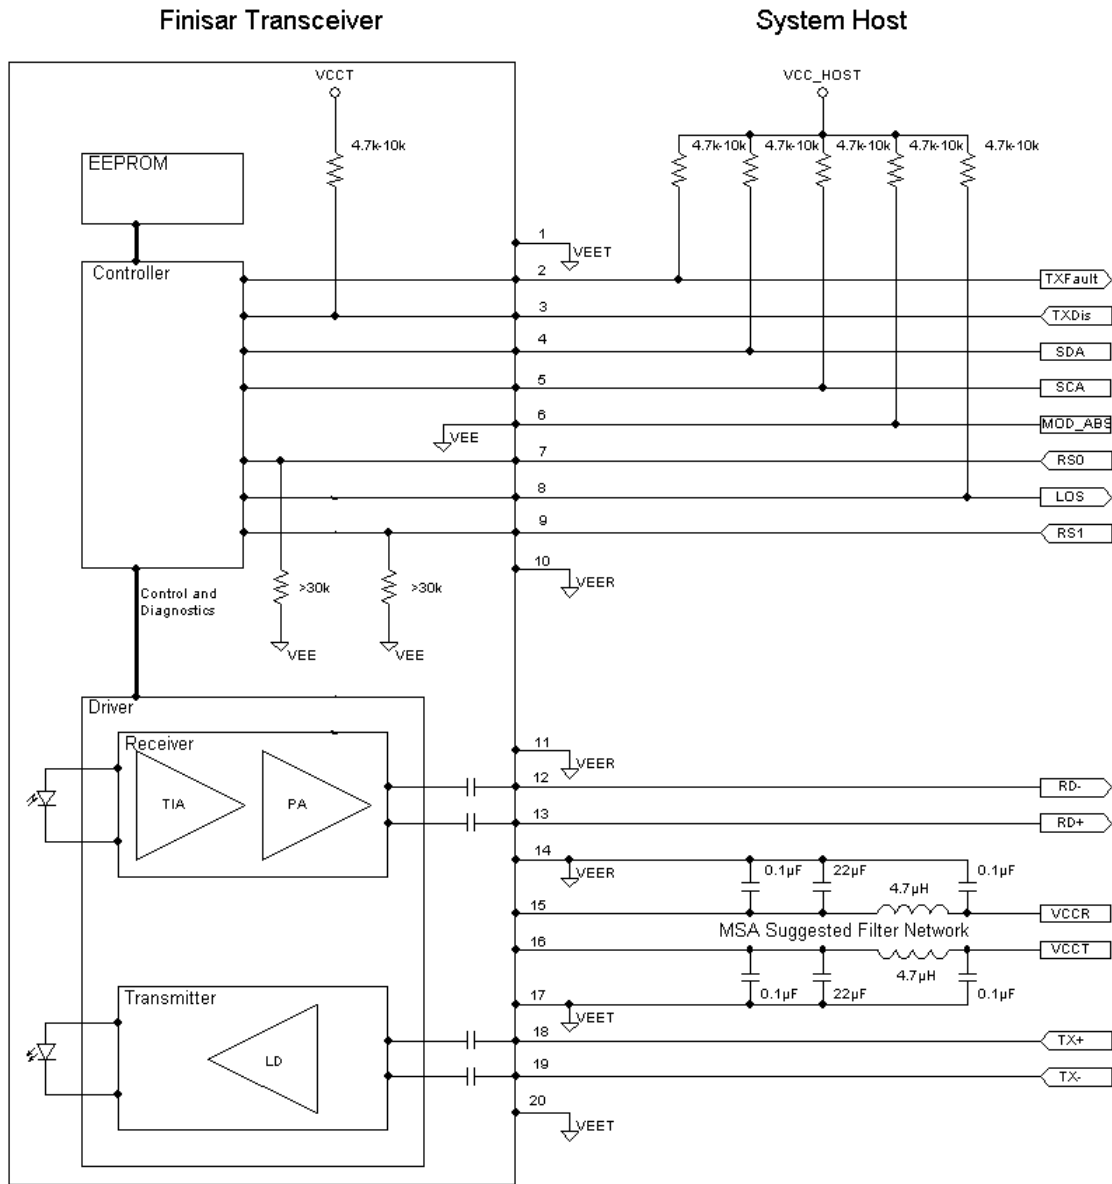 Finisar Transceiver
System Host
VCCT
VCC_HOST
4.7k-10k
4.7k-10k
4.7k-10k
4.7k-10k
4.7k-10k
4.7k-10k
EEPROM
Controller
1
VEET
2
TXFault
3
TXDis
4
SDA
5
SCA
6
VEE
MOD_ABS
7
RS0
8
LOS
9
RS1
10
VEER
Control and
Diagnostics
>30k
>30k
VEE
VEE
Driver
Receiver
TIA
PA
11
VEER
12
RD-
13
RD+
14
VEER
0.1µF
22µF
4.7µH
0.1µF
15
VCCR
MSA Suggested Filter Network
16
VCCT
4.7µH
0.1µF
22µF
0.1µF
17
VEET
Transmitter
LD
18
TX+
19
TX-
20
VEET